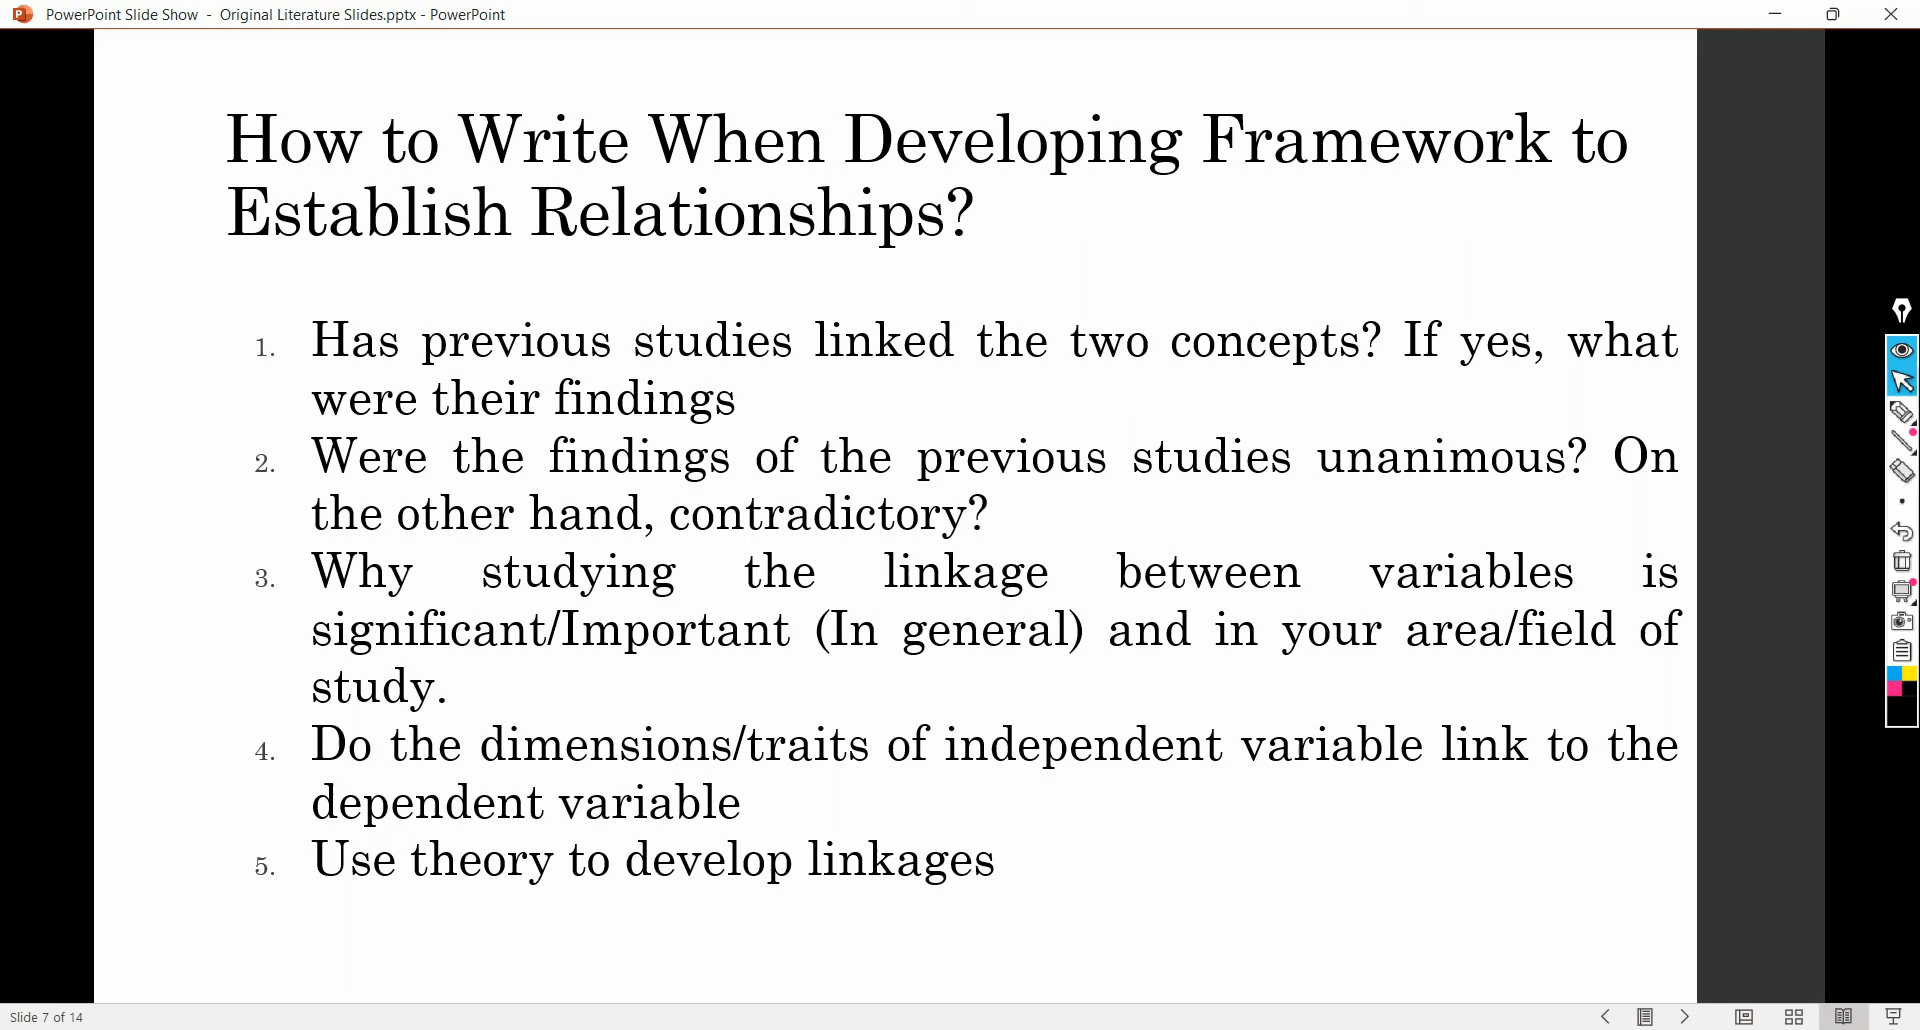 PowerPoint Slide Show - Original Literature Slides.pptx - PowerPoint
How to Write When Developing Framework to
Establish Relationships?
1. Has previous studies linked the two concepts? If yes, what
were their findings
2. Were the findings of the previous studies unanimous? On
the other hand, contradictory?
3. Why studying the linkage between variables is
significant/Important (In general) and in your area/field of
study.
4. Do the dimensions/traits of independent variable link to the
dependent variable
5. Use theory to develop linkages
Slide 7 of 14